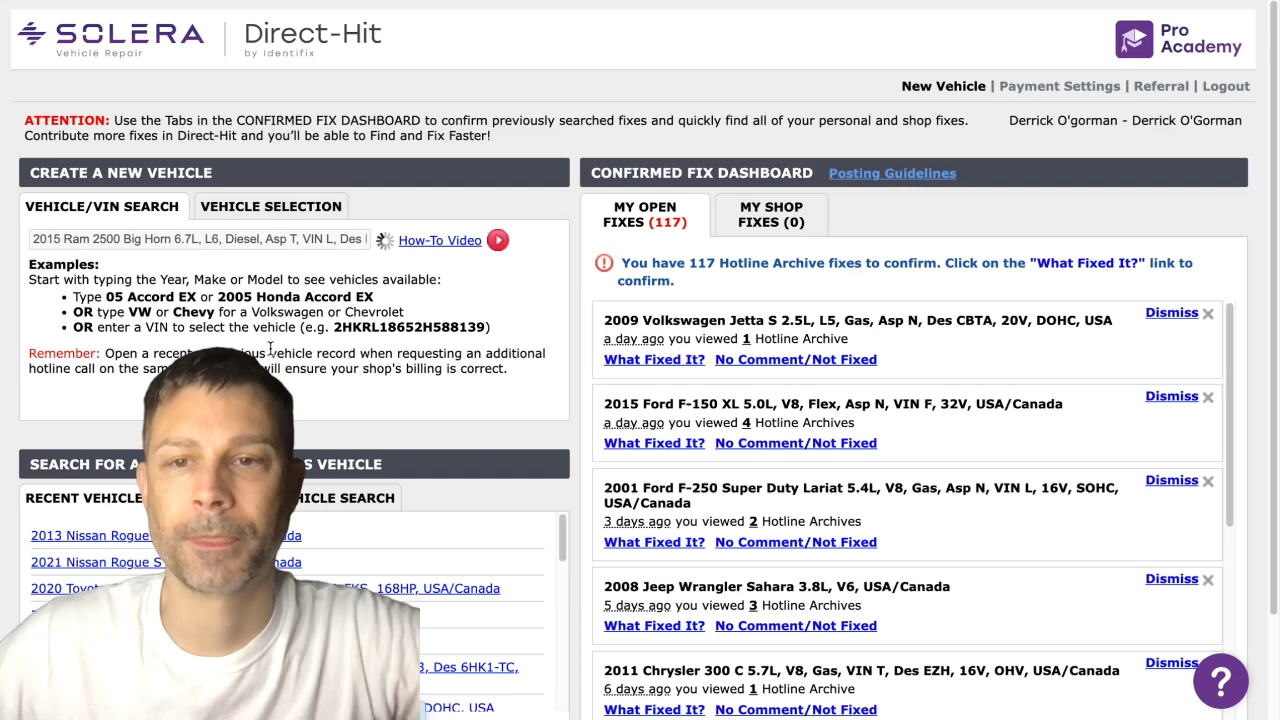 SOLERA
Vehicle Repair
Direct-Hit
by Identifix
Pro
Academy
New Vehicle | Payment Settings | Referral | Logout
ATTENTION: Use the Tabs in the CONFIRMED FIX DASHBOARD to confirm previously searched fixes and quickly find all of your personal and shop fixes.
Contribute more fixes in Direct-Hit and you'll be able to Find and Fix Faster!
Derrick O'gorman - Derrick O'Gorman
CREATE A NEW VEHICLE
VEHICLE/VIN SEARCH
VEHICLE SELECTION
2015 Ram 2500 Big Horn 6.7L, L6, Diesel, Asp T, VIN L, Des
How-To Video
Examples:
Start with typing the Year, Make or Model to see vehicles available:
• Type 05 Accord EX or 2005 Honda Accord EX
• OR type VW or Chevy for a Volkswagen or Chevrolet
• OR enter a VIN to select the vehicle (e.g. 2HKRL18652H588139)
Remember: Open a recent vehicle record when requesting an additional
hotline call on the will ensure your shop's billing is correct.
SEARCH FOR A VEHICLE
RECENT SEARCH
2013 Nissan Rogue
2021 Nissan Rogue S
2020 168HP, USA/Canada
Des 6HK1-TC,
DOHC, USA
CONFIRMED FIX DASHBOARD Posting Guidelines
MY OPEN
FIXES (117)
MY SHOP
FIXES (0)
You have 117 Hotline Archive fixes to confirm. Click on the "What Fixed It?" link to
confirm.
2009 Volkswagen Jetta S 2.5L, L5, Gas, Asp N, Des CBTA, 20V, DOHC, USA
Dismiss
a day ago you viewed 1 Hotline Archive
What Fixed It? No Comment/Not Fixed
2015 Ford F-150 XL 5.0L, V8, Flex, Asp N, VIN F, 32V, USA/Canada
Dismiss
a day ago you viewed 4 Hotline Archives
What Fixed It? No Comment/Not Fixed
2001 Ford F-250 Super Duty Lariat 5.4L, V8, Gas, Asp N, VIN L, 16V, SOHC,
USA/Canada
Dismiss
3 days ago you viewed 2 Hotline Archives
What Fixed It? No Comment/Not Fixed
2008 Jeep Wrangler Sahara 3.8L, V6, USA/Canada
Dismiss
5 days ago you viewed 3 Hotline Archives
What Fixed It? No Comment/Not Fixed
2011 Chrysler 300 C 5.7L, V8, Gas, VIN T, Des EZH, 16V, OHV, USA/Canada
Dismiss
6 days ago you viewed 1 Hotline Archive
What Fixed It? No Comment/Not Fixed
?